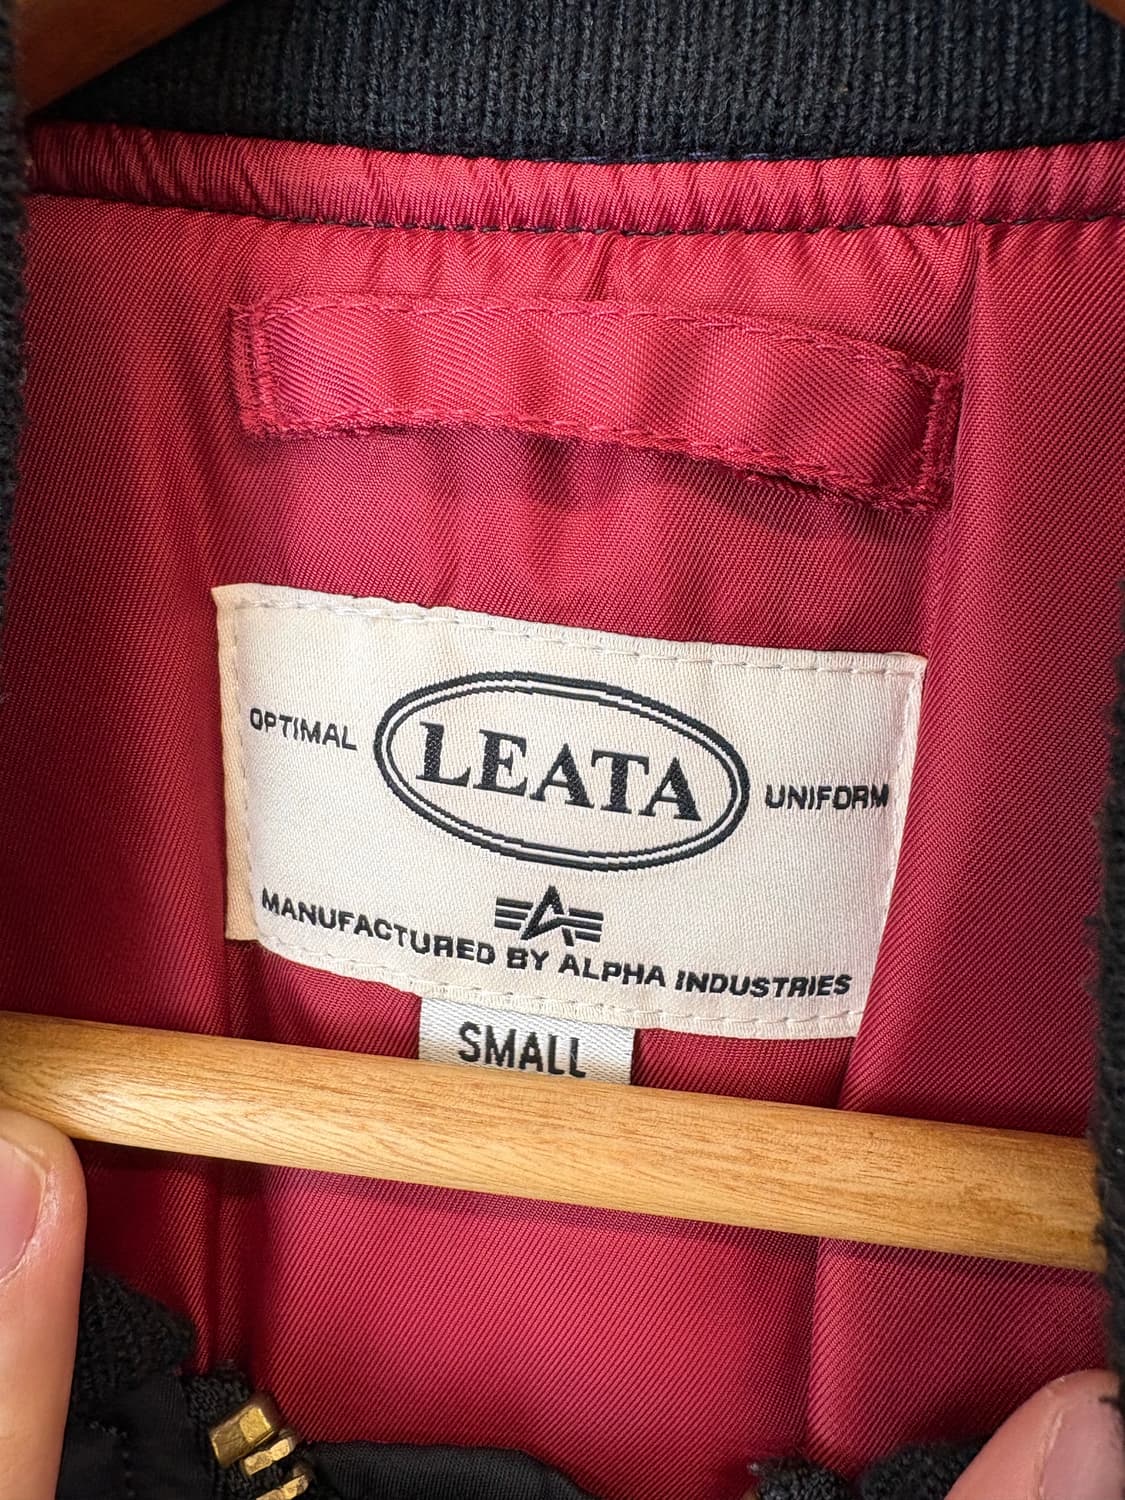 OPTIMAL LEATA UNIFORM
MANUFACTURED BY ALPHA INDUSTRIES
SMALL